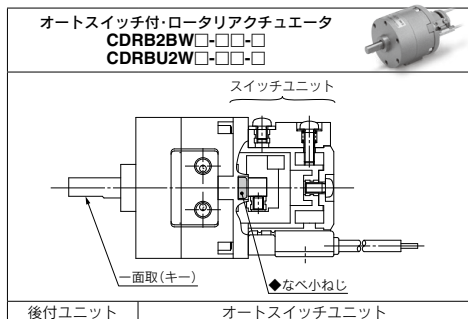 オートスイッチ付・ロータリアクチュエータ
CDRB2BW□-□□-□
CDRBU2W□-□□-□
スイッチユニット
一面取(キー)
◆なべ小ねじ
後付ユニット
オートスイッチユニット